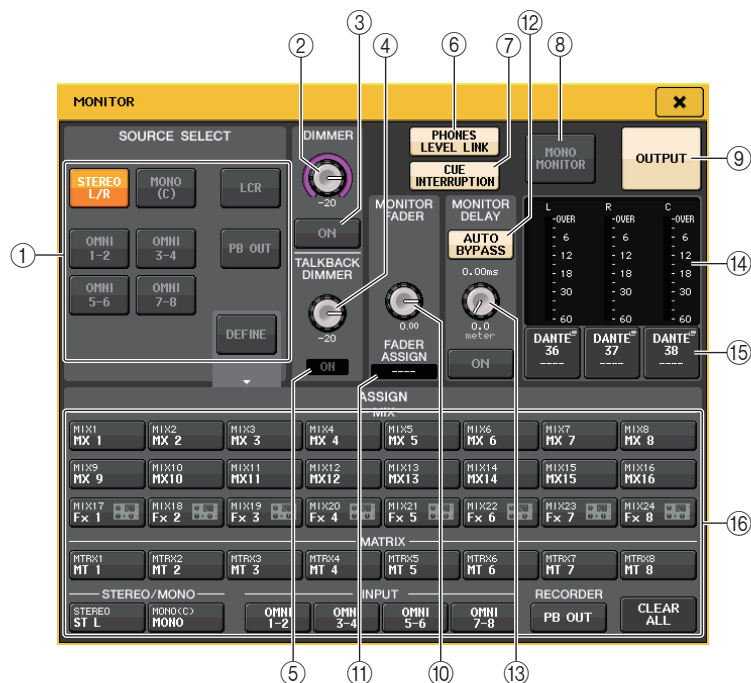 ② ③ ④ ⑥ ⑦ ⑫ ⑧
MONITOR
SOURCE SELECT
STEREO L/R
MONO (C)
LCR
OMNI 1-2
OMNI 3-4
PB OUT
OMNI 5-6
OMNI 7-8
DEFINE
①
DIMMER
-20
ON
TALKBACK DIMMER
-20
ON
PHONES LEVEL LINK
CUE INTERRUPTION
MONITOR FADER
0.00
FADER ASSIGN
----
MONITOR DELAY
AUTO BYPASS
0.00ms
0.0
meter
ON
MONO MONITOR
OUTPUT
⑨
L R C
-OVER -OVER -OVER
- 6 - 6 - 6
- 12 - 12 - 12
- 18 - 18 - 18
- 30 - 30 - 30
- 60 - 60 - 60
⑭
DANTE 36 ----
DANTE 37 ----
DANTE 38 ----
⑮
ASSIGN
MIX
MIX1 MIX2 MIX3 MIX4 MIX5 MIX6 MIX7 MIX8
MX 1 MX 2 MX 3 MX 4 MX 5 MX 6 MX 7 MX 8
MIX9 MIX10 MIX11 MIX12 MIX13 MIX14 MIX15 MIX16
MX 9 MX10 MX11 MX12 MX13 MX14 MX15 MX16
MIX17 MIX18 MIX19 MIX20 MIX21 MIX22 MIX23 MIX24
Fx 1 Fx 2 Fx 3 Fx 4 Fx 5 Fx 6 Fx 7 Fx 8
⑯
MATRIX
MTRX1 MTRX2 MTRX3 MTRX4 MTRX5 MTRX6 MTRX7 MTRX8
MT 1 MT 2 MT 3 MT 4 MT 5 MT 6 MT 7 MT 8
STEREO/MONO INPUT RECORDER
STEREO MONO(C) OMNI OMNI OMNI OMNI PB OUT CLEAR
ST L MONO 1-2 3-4 5-6 7-8 ALL
⑤ ⑪ ⑩ ⑬